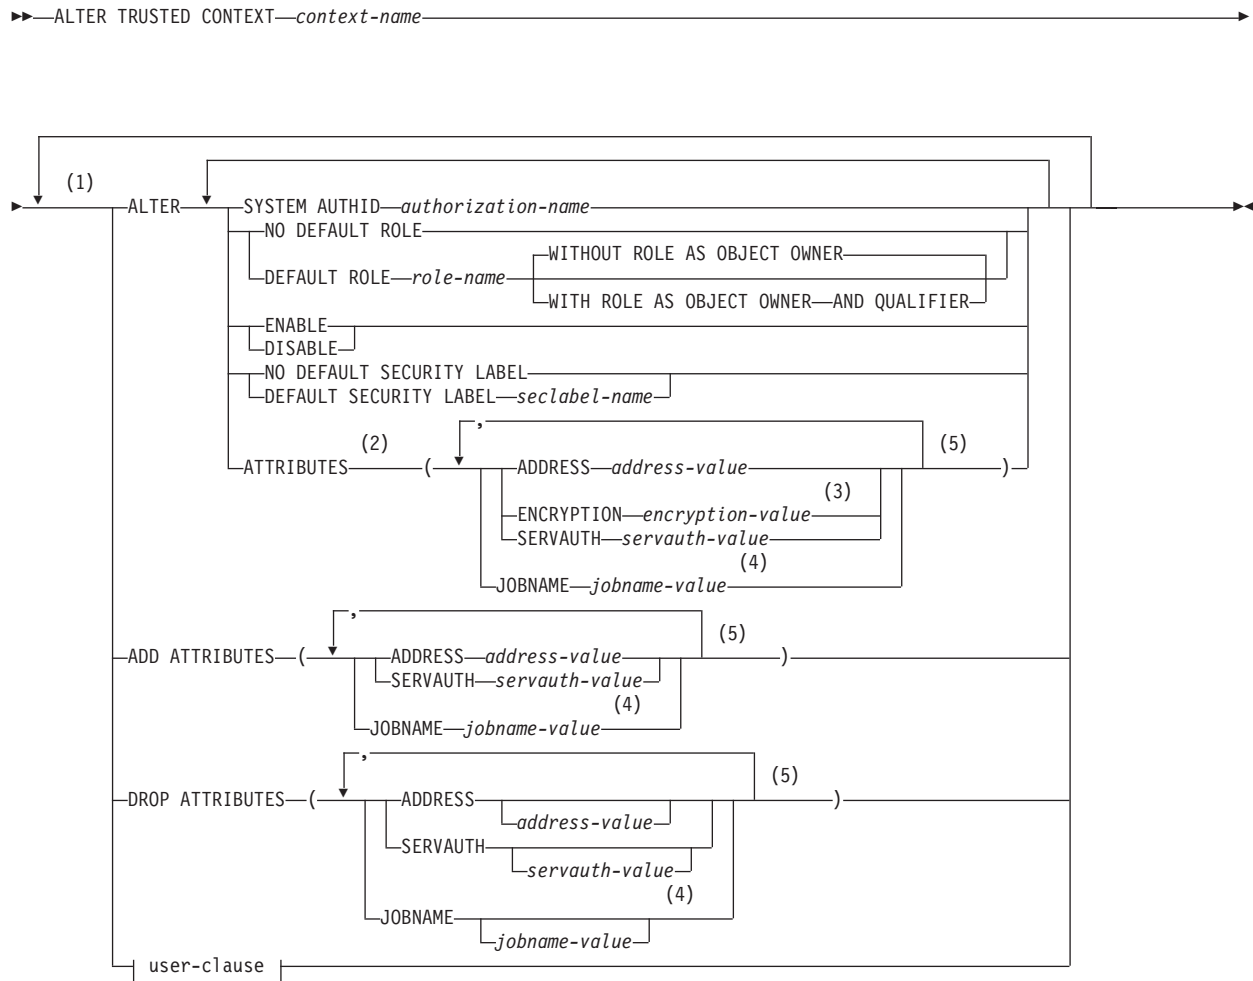 ALTER TRUSTED CONTEXT context-name
(1)
ALTER SYSTEM AUTHID authorization-name
NO DEFAULT ROLE
WITHOUT ROLE AS OBJECT OWNER
DEFAULT ROLE role-name
WITH ROLE AS OBJECT OWNER AND QUALIFIER
ENABLE
DISABLE
NO DEFAULT SECURITY LABEL
DEFAULT SECURITY LABEL seclabel-name
,
(2) (5)
ATTRIBUTES ( ADDRESS address-value )
(3)
ENCRYPTION encryption-value
SERVAUTH servauth-value
(4)
JOBNAME jobname-value
,
(5)
ADD ATTRIBUTES ( ADDRESS address-value )
SERVAUTH servauth-value
(4)
JOBNAME jobname-value
,
(5)
DROP ATTRIBUTES ( ADDRESS )
address-value
SERVAUTH
servauth-value
(4)
JOBNAME
jobname-value
user-clause